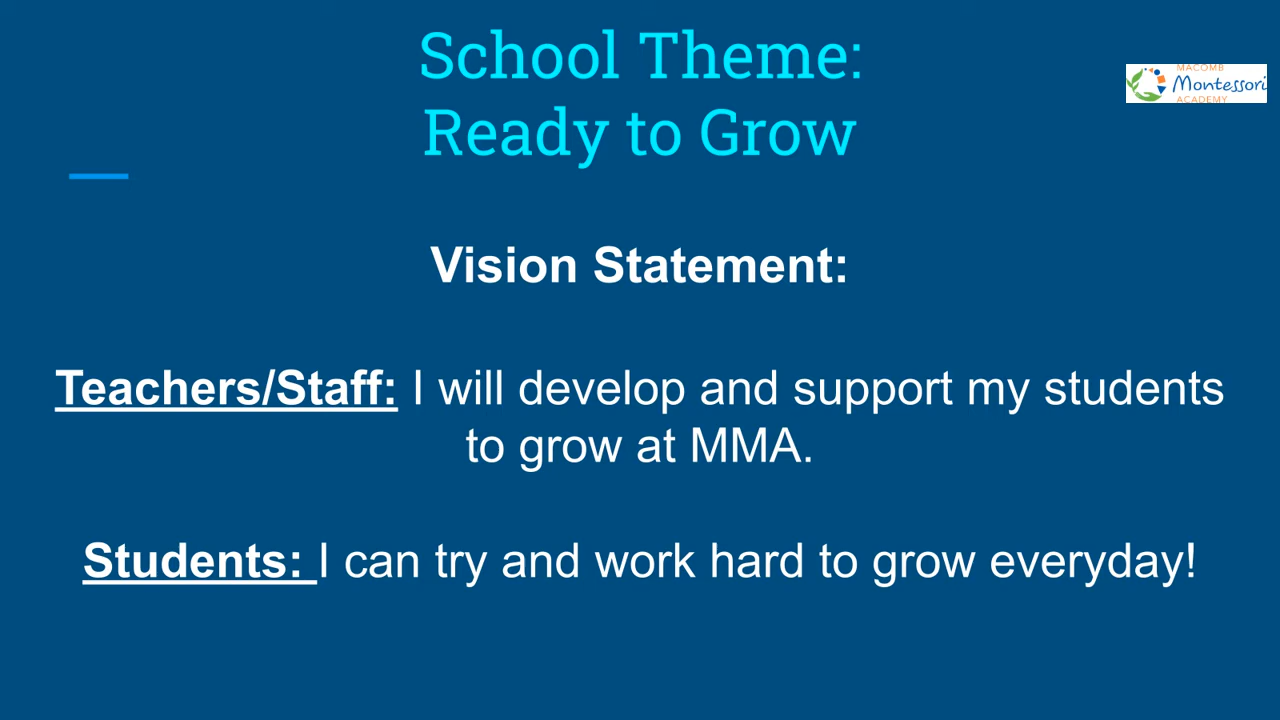 School Theme:
Ready to Grow
MACOMB
Montessori
ACADEMY
Vision Statement:
Teachers/Staff: I will develop and support my students
to grow at MMA.
Students: I can try and work hard to grow everyday!